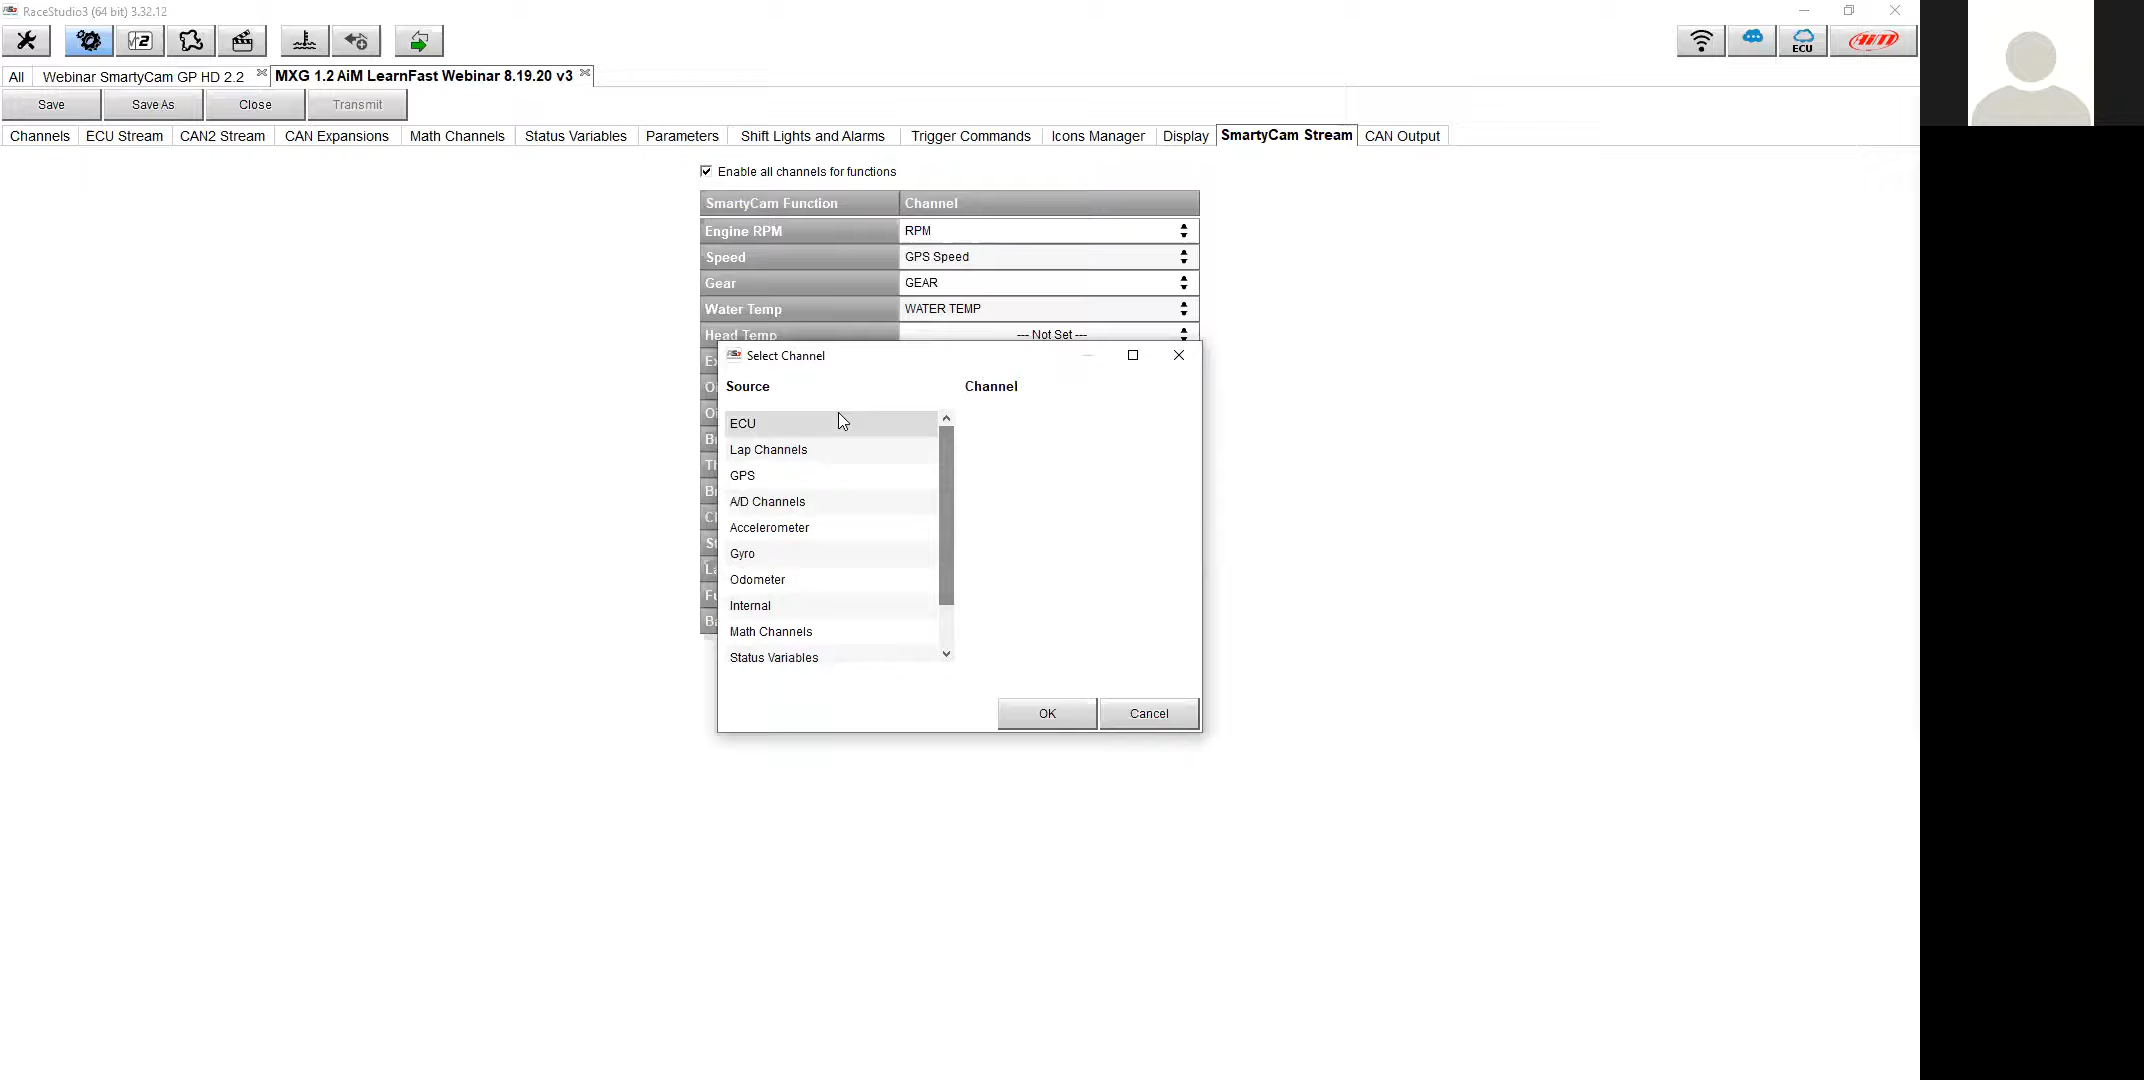 RaceStudio3 (64 bit) 3.32.12
ECU
AiM
All Webinar SmartyCam GP HD 2.2 MXG 1.2 AiM LearnFast Webinar 8.19.20 v3
Save Save As Close Transmit
Channels ECU Stream CAN2 Stream CAN Expansions Math Channels Status Variables Parameters Shift Lights and Alarms Trigger Commands Icons Manager Display SmartyCam Stream CAN Output
Enable all channels for functions
SmartyCam Function Channel
Engine RPM RPM
Speed GPS Speed
Gear GEAR
Water Temp WATER TEMP
Head Temp --- Not Set ---
Select Channel
Source Channel
ECU
Lap Channels
GPS
A/D Channels
Accelerometer
Gyro
Odometer
Internal
Math Channels
Status Variables
OK Cancel